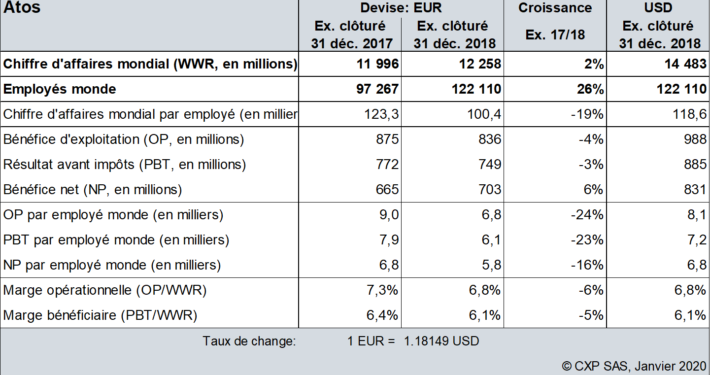 Atos Devise: EUR Croissance USD
Ex. clôturé Ex. clôturé Ex. clôturé
31 déc. 2017 31 déc. 2018 Ex. 17/18 31 déc. 2018
Chiffre d'affaires mondial (WWR, en millions) 11 996 12 258 2% 14 483
Employés monde 97 267 122 110 26% 122 110
Chiffre d'affaires mondial par employé (en millier 123,3 100,4 -19% 118,6
Bénéfice d'exploitation (OP, en millions) 875 836 -4% 988
Résultat avant impôts (PBT, en millions) 772 749 -3% 885
Bénéfice net (NP, en millions) 665 703 6% 831
OP par employé monde (en milliers) 9,0 6,8 -24% 8,1
PBT par employé monde (en milliers) 7,9 6,1 -23% 7,2
NP par employé monde (en milliers) 6,8 5,8 -16% 6,8
Marge opérationnelle (OP/WWR) 7,3% 6,8% -6% 6,8%
Marge bénéficiaire (PBT/WWR) 6,4% 6,1% -5% 6,1%
Taux de change: 1 EUR = 1.18149 USD
© CXP SAS, Janvier 2020